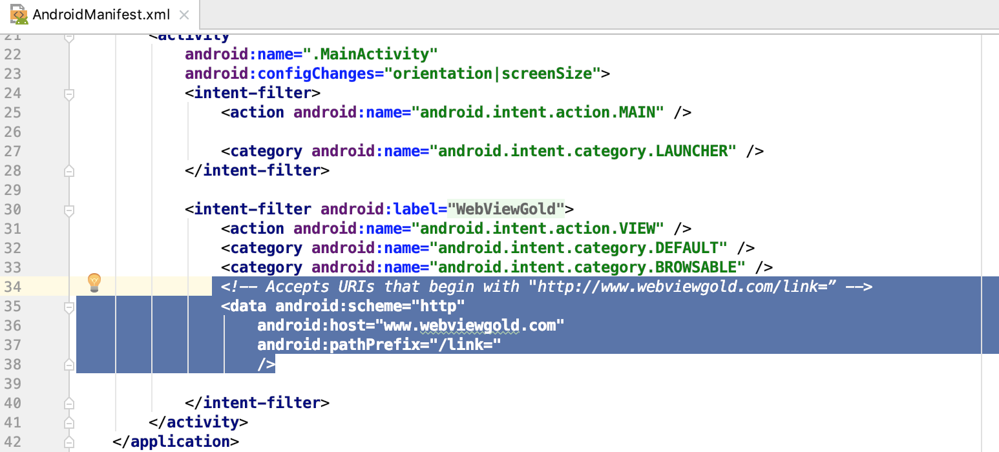 AndroidManifest.xml
21 <activity
22 android:name=".MainActivity"
23 android:configChanges="orientation|screenSize">
24 <intent-filter>
25 <action android:name="android.intent.action.MAIN" />
26
27 <category android:name="android.intent.category.LAUNCHER" />
28 </intent-filter>
29
30 <intent-filter android:label="WebViewGold">
31 <action android:name="android.intent.action.VIEW" />
32 <category android:name="android.intent.category.DEFAULT" />
33 <category android:name="android.intent.category.BROWSABLE" />
34 <!-- Accepts URIs that begin with "http://www.webviewgold.com/link=” -->
35 <data android:scheme="http"
36 android:host="www.webviewgold.com"
37 android:pathPrefix="/link="
38 />
39
40 </intent-filter>
41 </activity>
42 </application>